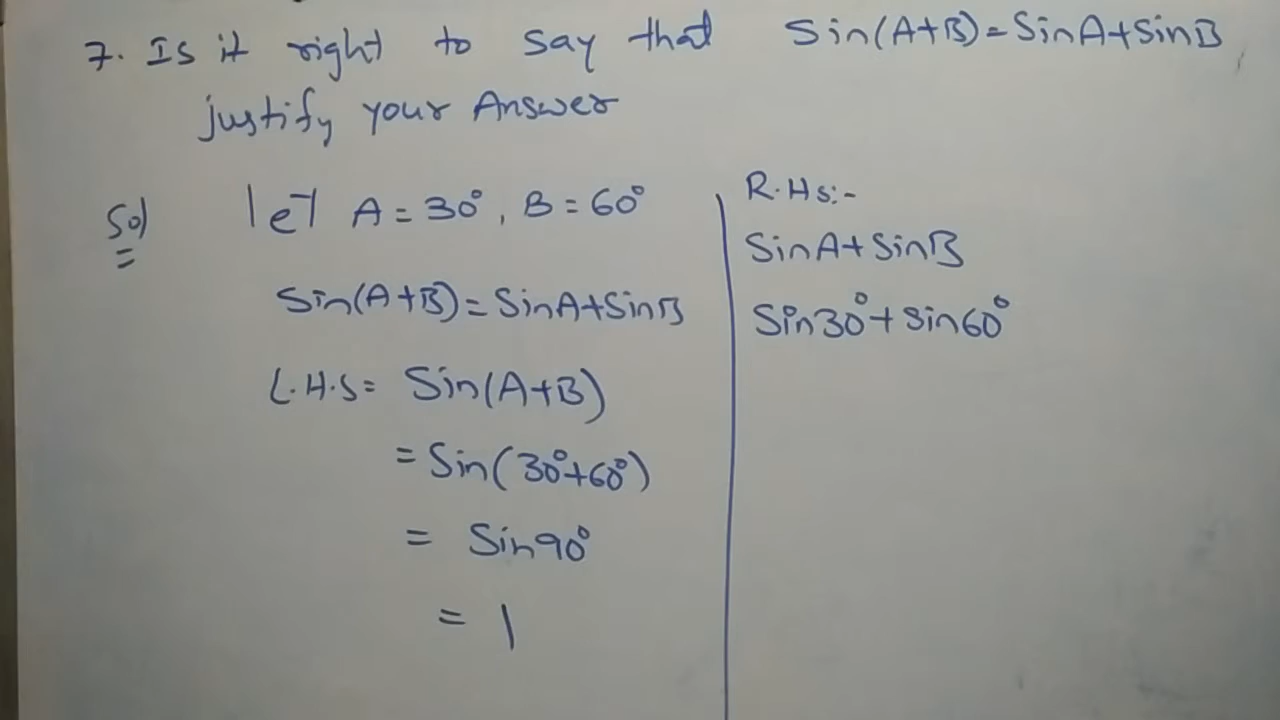 7. Is it right to say that Sin(A+B)=SinA+SinB
justify your Answer
Sol let A = 30°, B = 60°
Sin(A+B)=SinA+SinB
L.H.S= Sin(A+B)
= Sin(30°+60°)
= Sin90°
= 1
R.Hs:-
SinA+SinB
Sin30°+Sin60°